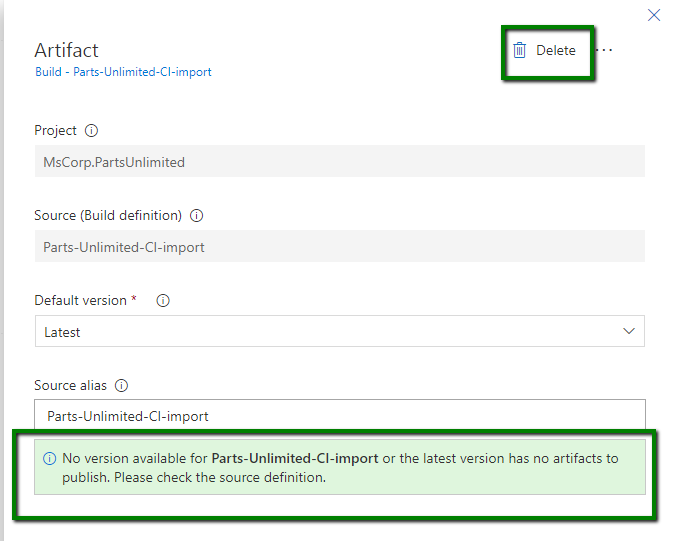 Artifact
Delete ···
Build - Parts-Unlimited-CI-import
Project
MsCorp.PartsUnlimited
Source (Build definition)
Parts-Unlimited-CI-import
Default version *
Latest
Source alias
Parts-Unlimited-CI-import
No version available for Parts-Unlimited-CI-import or the latest version has no artifacts to
publish. Please check the source definition.